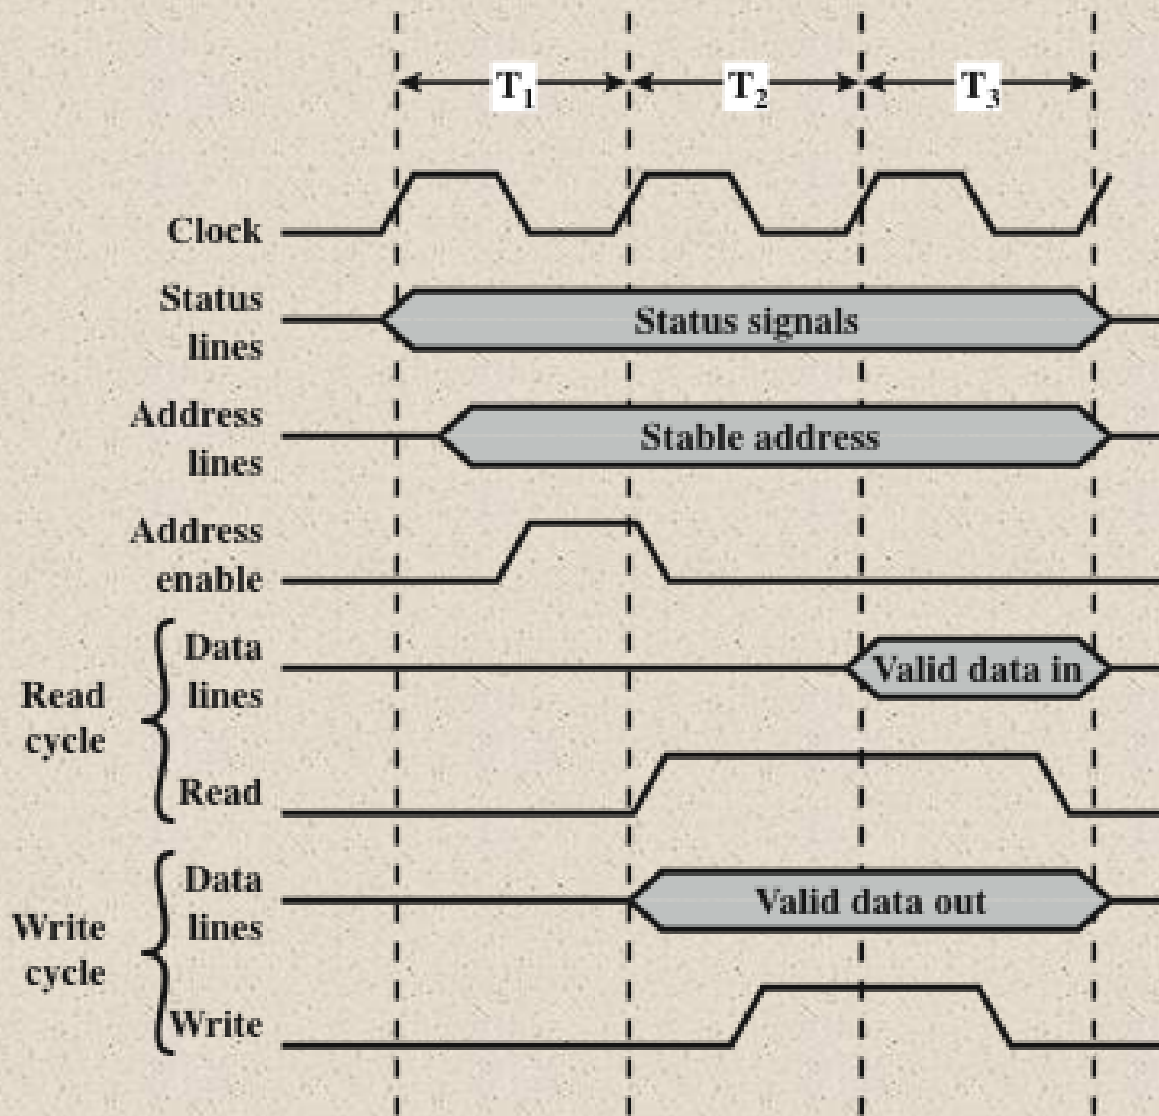 T₁ T₂ T₃
Clock
Status
lines
Status signals
Address
lines
Stable address
Address
enable
Read
cycle
Data
lines
Valid data in
Read
Write
cycle
Data
lines
Valid data out
Write